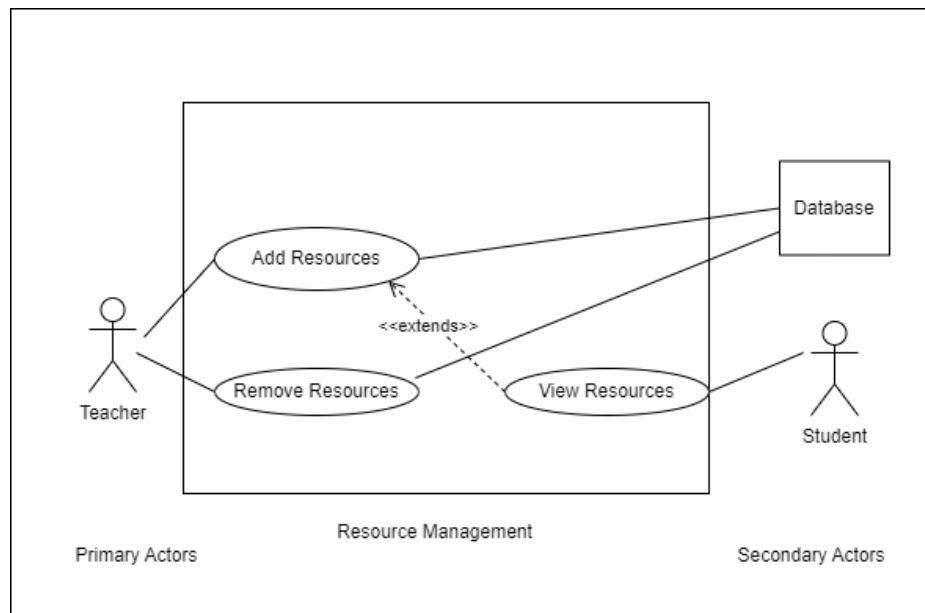 Database
Add Resources
<<extends>>
Remove Resources
View Resources
Teacher
Student
Resource Management
Primary Actors
Secondary Actors